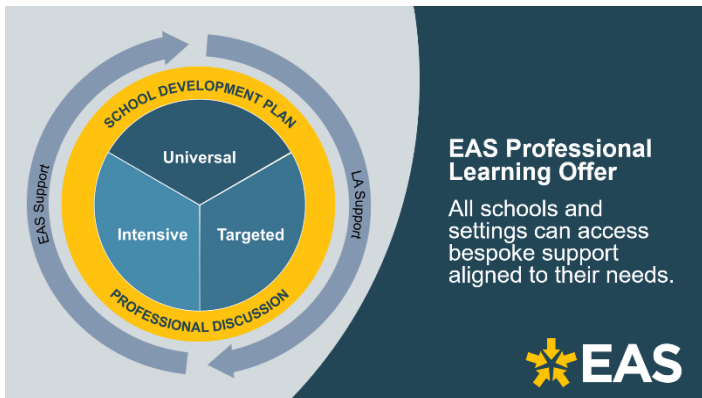 SCHOOL DEVELOPMENT PLAN
Universal
Intensive
Targeted
PROFESSIONAL DISCUSSION
EAS Support
LA Support
EAS Professional
Learning Offer
All schools and
settings can access
bespoke support
aligned to their needs.
EAS